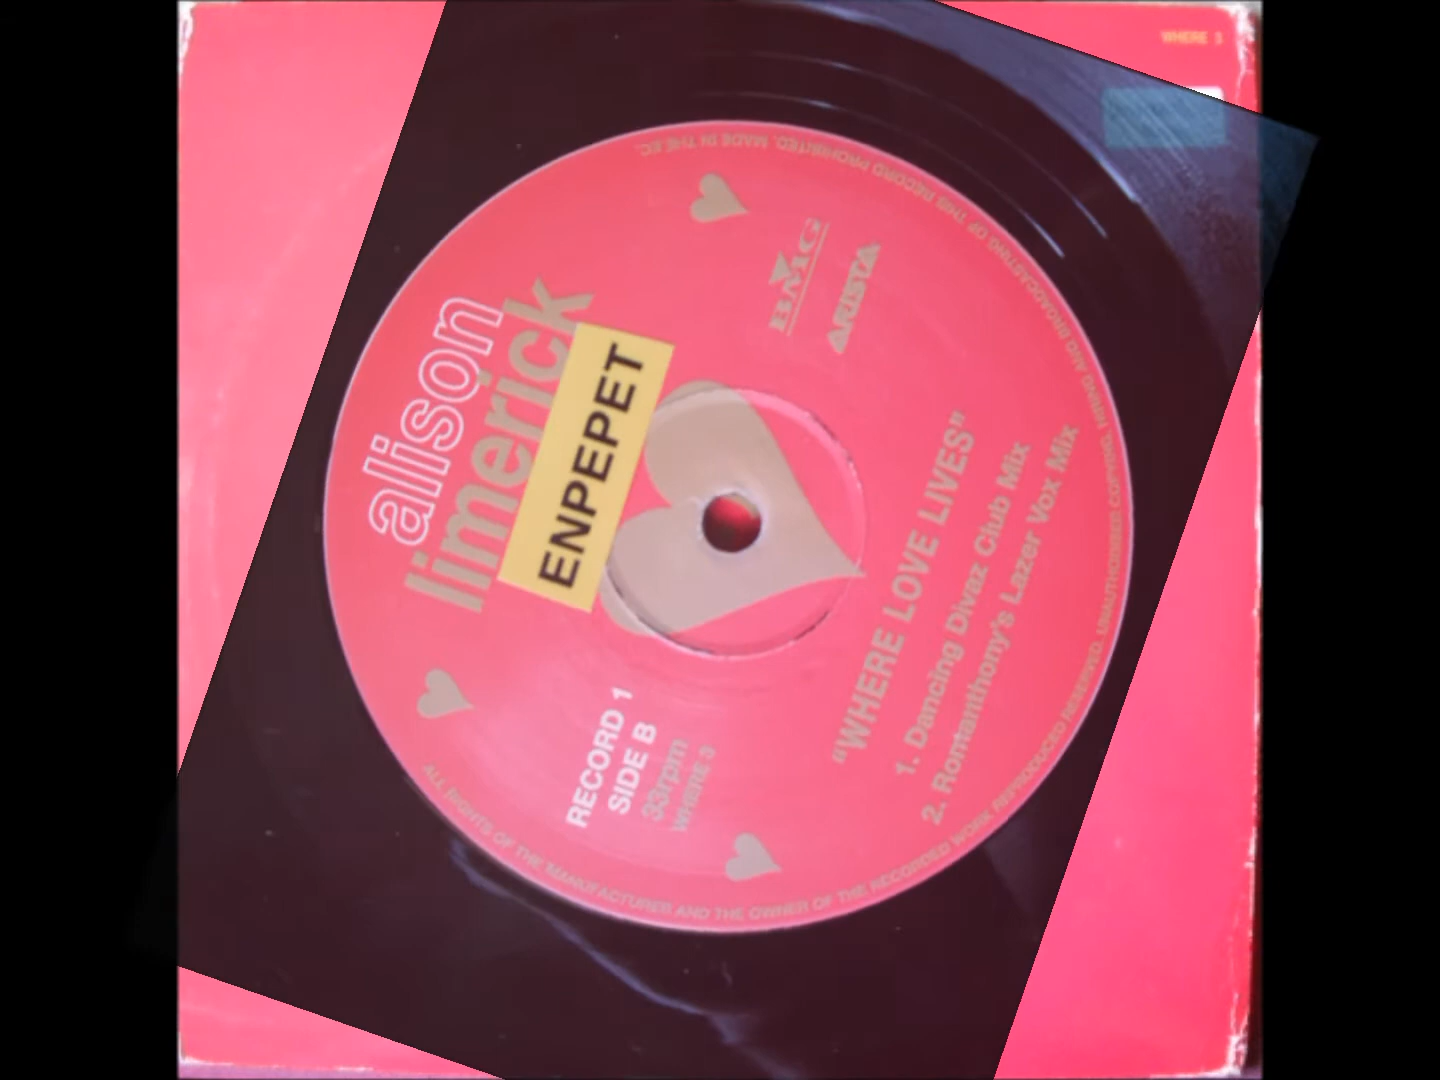 WHERE 3
alison
limerick
ENPEPET
BMG
ARISTA
RECORD 1
SIDE B
33rpm
WHERE 3
"WHERE LOVE LIVES"
1. Dancing Divaz Club Mix
2. Romanthony's Lazer Vox Mix
ALL RIGHTS OF THE MANUFACTURER AND THE OWNER OF THE RECORDED WORK REPRODUCED RESERVED. UNAUTHORISED COPYING, HIRING AND BROADCASTING OF THIS RECORD PROHIBITED. MADE IN THE EC.